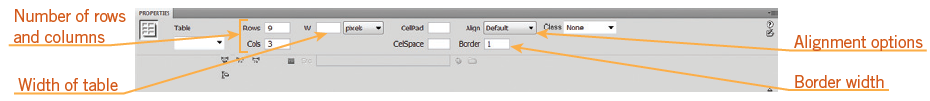 Number of rows
and columns
Width of table
PROPERTIES
Table
Rows 9 W pixels CellPad Align Default Class None
Cols 3 CellSpace Border 1
Alignment options
Border width